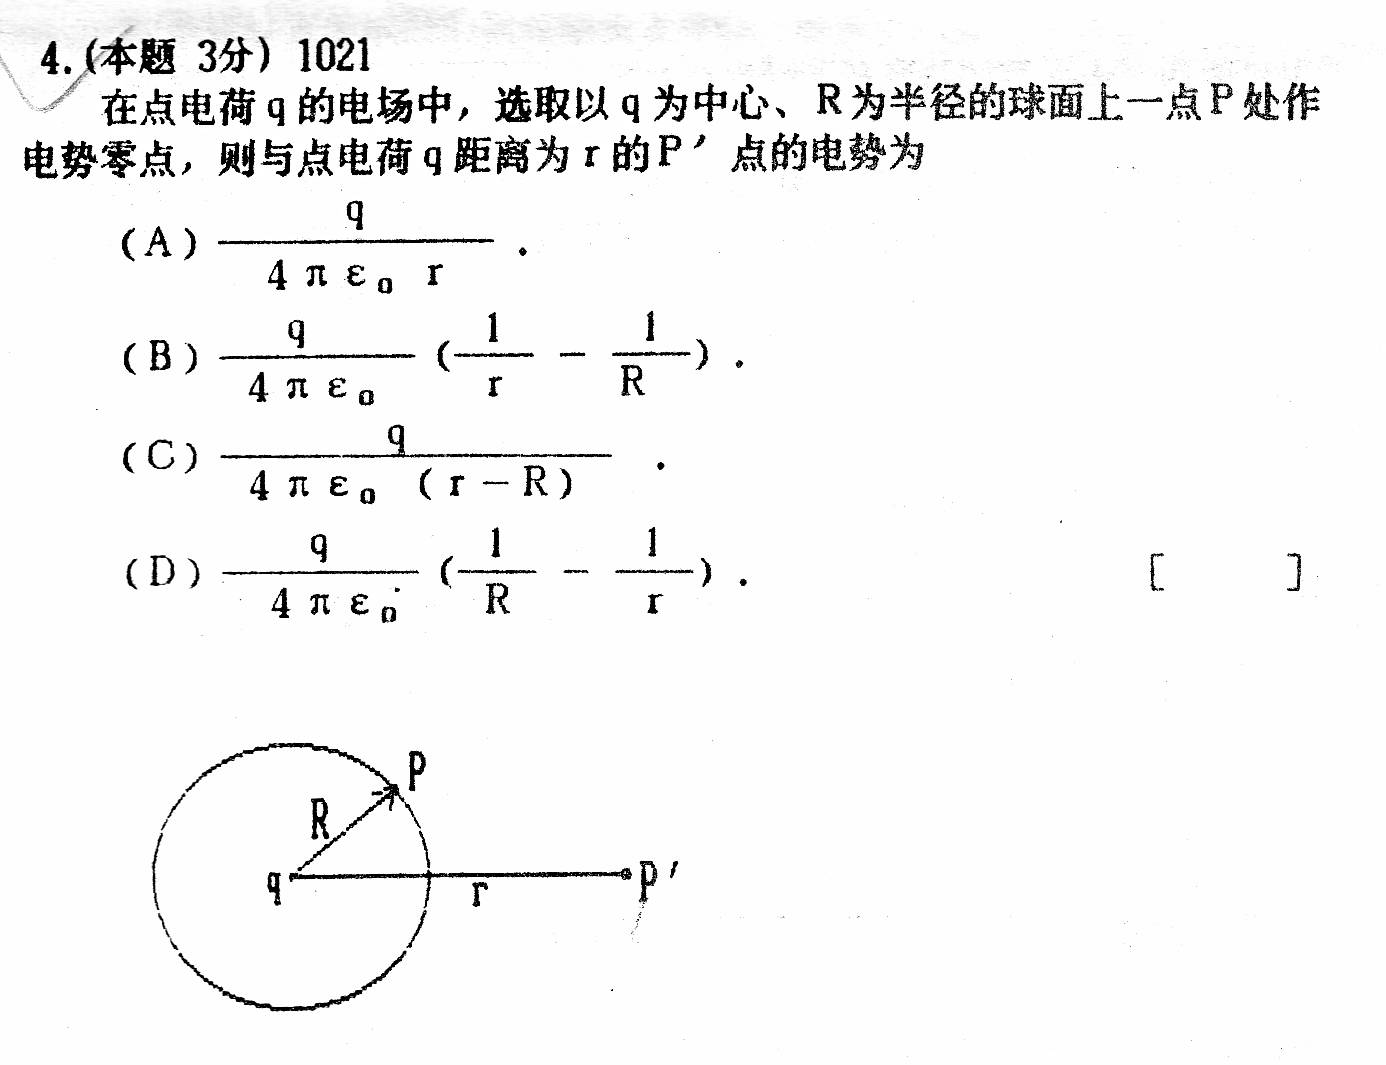 4.(本题 3分) 1021
在点电荷q的电场中，选取以q为中心、R为半径的球面上一点P处作
电势零点，则与点电荷q距离为r的P′点的电势为
(A) q / 4πε₀r .
(B) q / 4πε₀ (1/r − 1/R) .
(C) q / 4πε₀(r−R) .
(D) q / 4πε₀ (1/R − 1/r) . [ ]
P
R
q r P′